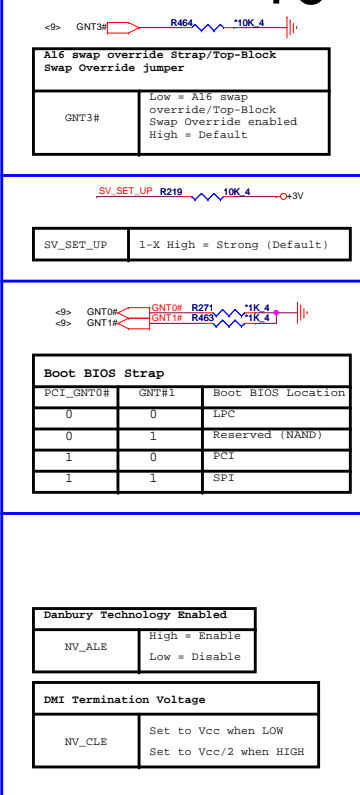 <9> GNT3# R464 *10K_4
A16 swap override Strap/Top-Block
Swap Override jumper
GNT3#
Low = A16 swap
override/Top-Block
Swap Override enabled
High = Default
SV_SET_UP R219 10K_4 +3V
SV_SET_UP 1-X High = Strong (Default)
<9> GNT0# GNT0# R271 *1K_4
<9> GNT1# GNT1# R463 *1K_4
Boot BIOS Strap
PCI_GNT0# GNT#1 Boot BIOS Location
0 0 LPC
0 1 Reserved (NAND)
1 0 PCI
1 1 SPI
Danbury Technology Enabled
NV_ALE
High = Enable
Low = Disable
DMI Termination Voltage
NV_CLE
Set to Vcc when LOW
Set to Vcc/2 when HIGH